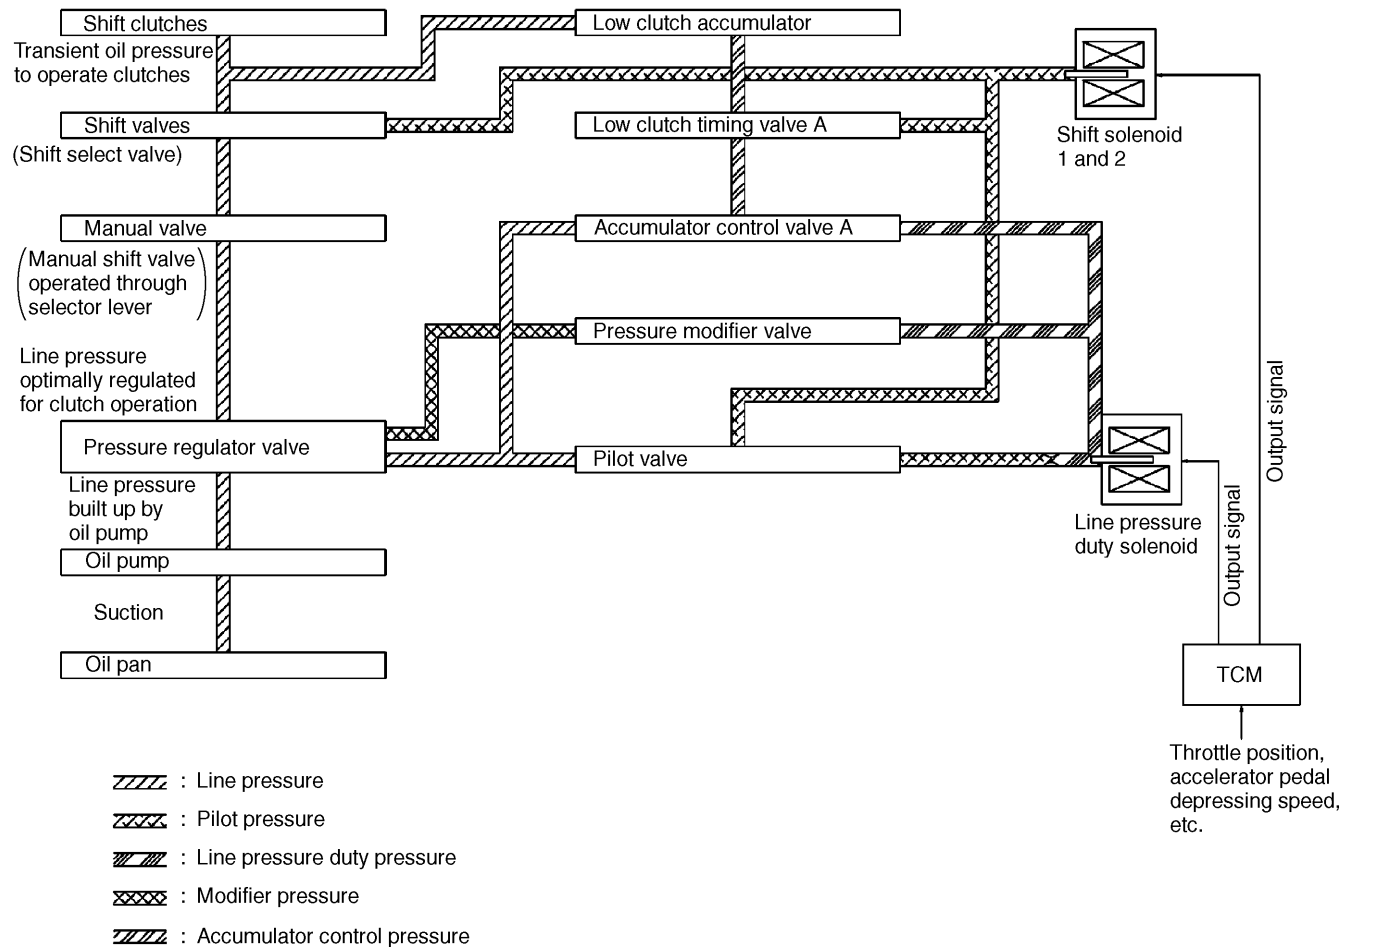 Shift clutches
Transient oil pressure
to operate clutches
Shift valves
(Shift select valve)
Manual valve
(Manual shift valve
operated through
selector lever)
Line pressure
optimally regulated
for clutch operation
Pressure regulator valve
Line pressure
built up by
oil pump
Oil pump
Suction
Oil pan
Low clutch accumulator
Low clutch timing valve A
Accumulator control valve A
Pressure modifier valve
Pilot valve
Shift solenoid
1 and 2
Line pressure
duty solenoid
Output signal
Output signal
TCM
Throttle position,
accelerator pedal
depressing speed,
etc.
: Line pressure
: Pilot pressure
: Line pressure duty pressure
: Modifier pressure
: Accumulator control pressure